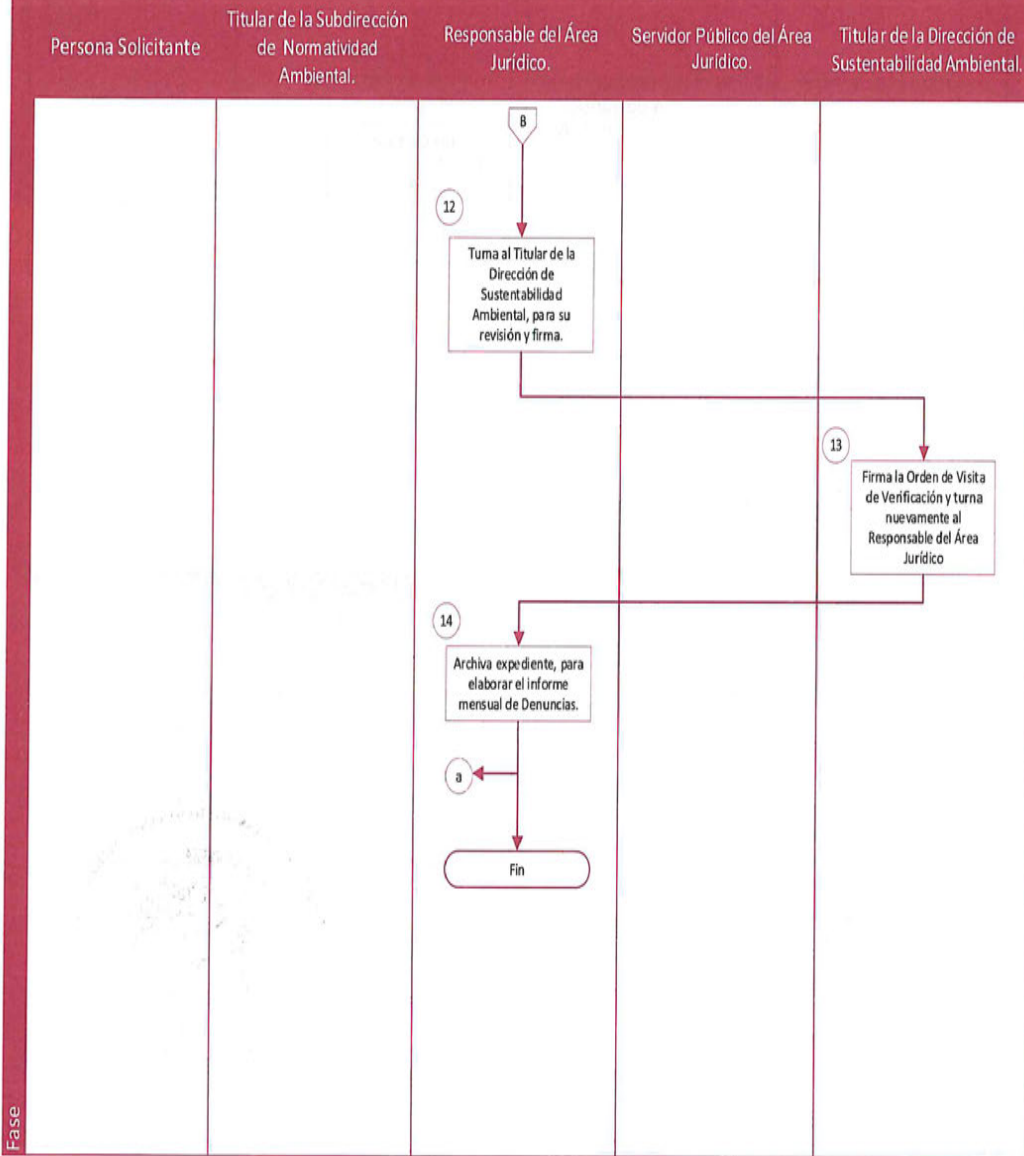 Persona Solicitante
Titular de la Subdirección
de Normatividad
Ambiental.
Responsable del Área
Jurídico.
Servidor Público del Área
Jurídico.
Titular de la Dirección de
Sustentabilidad Ambiental.
B
12
Turna al Titular de la
Dirección de
Sustentabilidad
Ambiental, para su
revisión y firma.
13
Firma la Orden de Visita
de Verificación y turna
nuevamente al
Responsable del Área
Jurídico
14
Archiva expediente, para
elaborar el informe
mensual de Denuncias.
a
Fin
Fase